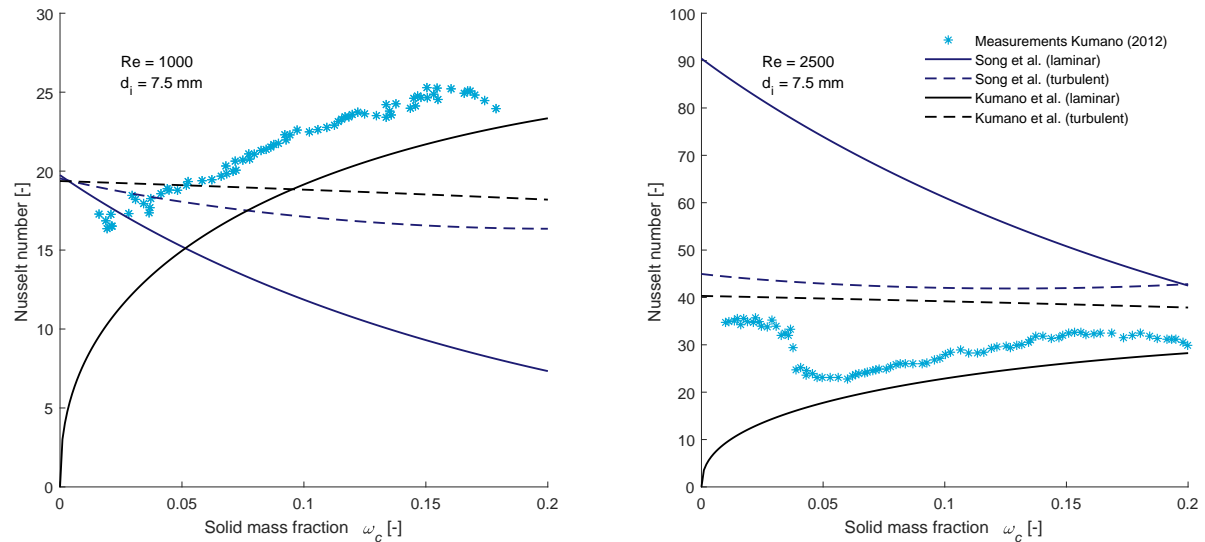 30
25
20
15
10
5
0
Nusselt number [-]
Re = 1000
d_i = 7.5 mm
0 0.05 0.1 0.15 0.2
Solid mass fraction ω_c [-]
100
90
80
70
60
50
40
30
20
10
0
Nusselt number [-]
Re = 2500
d_i = 7.5 mm
Measurements Kumano (2012)
Song et al. (laminar)
Song et al. (turbulent)
Kumano et al. (laminar)
Kumano et al. (turbulent)
0 0.05 0.1 0.15 0.2
Solid mass fraction ω_c [-]